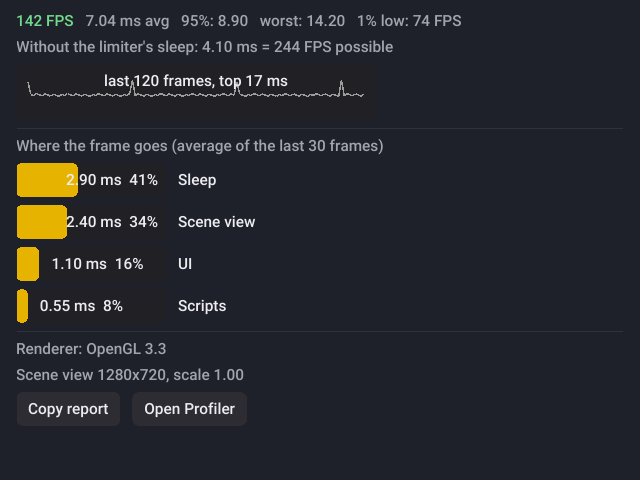 142 FPS 7.04 ms avg 95%: 8.90 worst: 14.20 1% low: 74 FPS
Without the limiter's sleep: 4.10 ms = 244 FPS possible
last 120 frames, top 17 ms
Where the frame goes (average of the last 30 frames)
2.90 ms 41% Sleep
2.40 ms 34% Scene view
1.10 ms 16% UI
0.55 ms 8% Scripts
Renderer: OpenGL 3.3
Scene view 1280x720, scale 1.00
Copy report Open Profiler